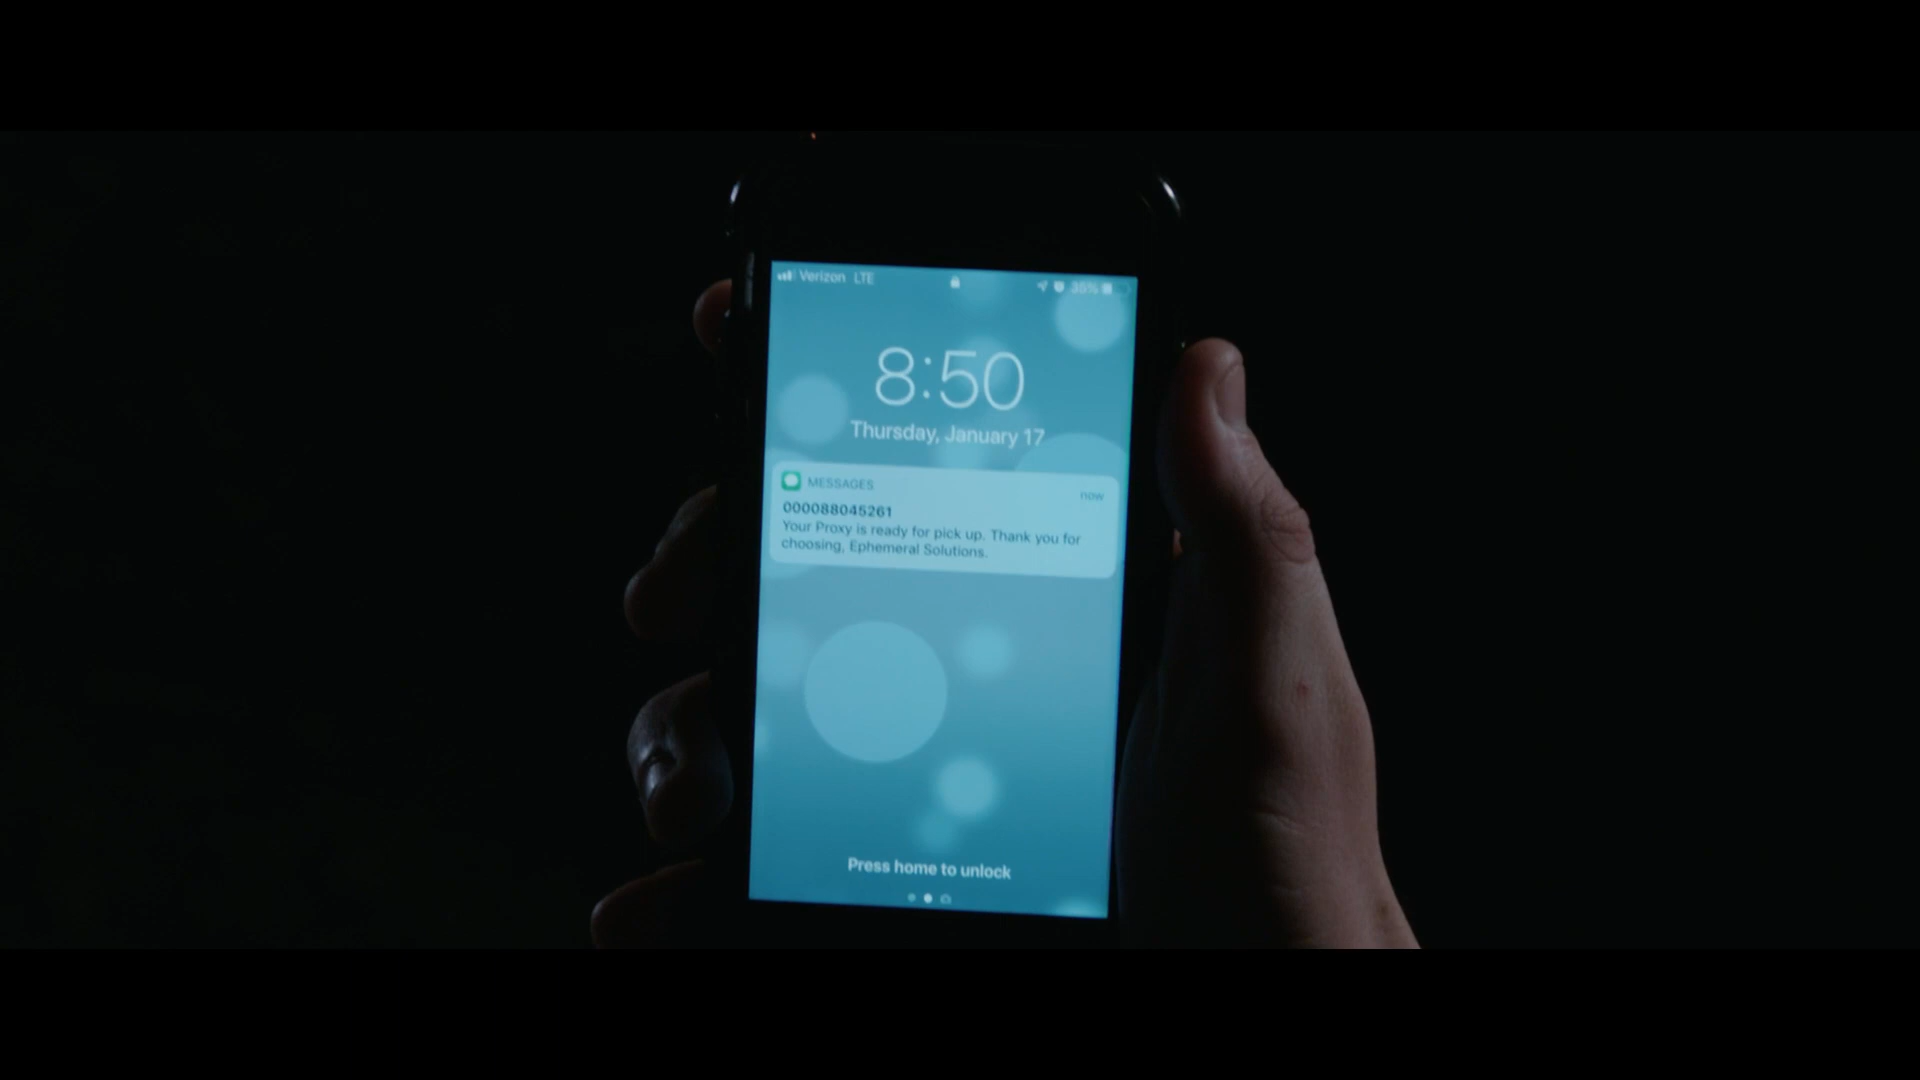 Verizon LTE
35%
8:50
Thursday, January 17
MESSAGES
now
000088045261
Your Proxy is ready for pick up. Thank you for
choosing, Ephemeral Solutions.
Press home to unlock